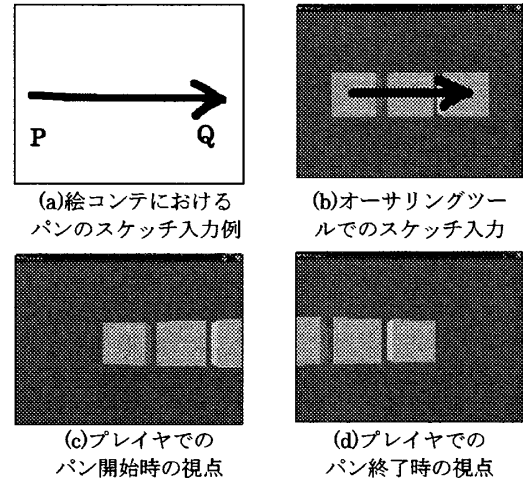 P
Q
(a)絵コンテにおける
パンのスケッチ入力例
(b)オーサリングツー
ルでのスケッチ入力
(c)プレイヤでの
パン開始時の視点
(d)プレイヤでの
パン終了時の視点